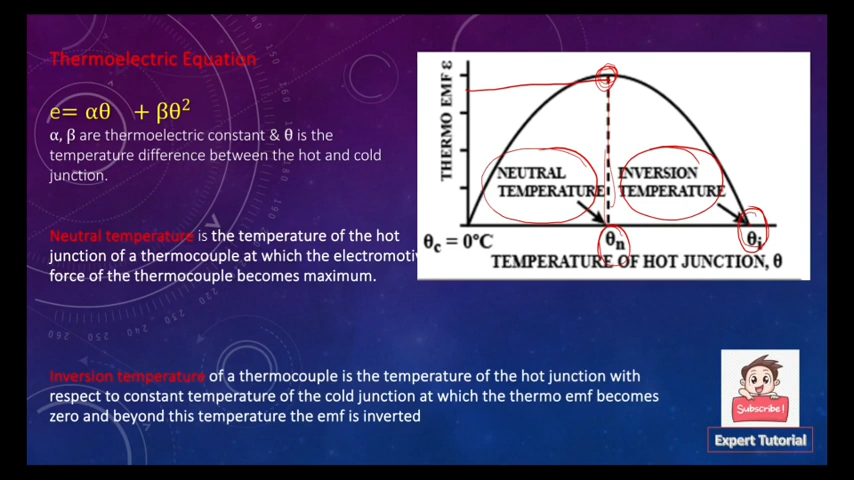 Thermoelectric Equation
e= αθ + βθ²
α, β are thermoelectric constant & θ is the
temperature difference between the hot and cold
junction.
Neutral temperature is the temperature of the hot
junction of a thermocouple at which the electromoti
force of the thermocouple becomes maximum.
THERMO EMF ε
NEUTRAL
TEMPERATURE
INVERSION
TEMPERATURE
θc = 0°C
θn
θi
TEMPERATURE OF HOT JUNCTION, θ
Inversion temperature of a thermocouple is the temperature of the hot junction with
respect to constant temperature of the cold junction at which the thermo emf becomes
zero and beyond this temperature the emf is inverted
Subscribe!
Expert Tutorial